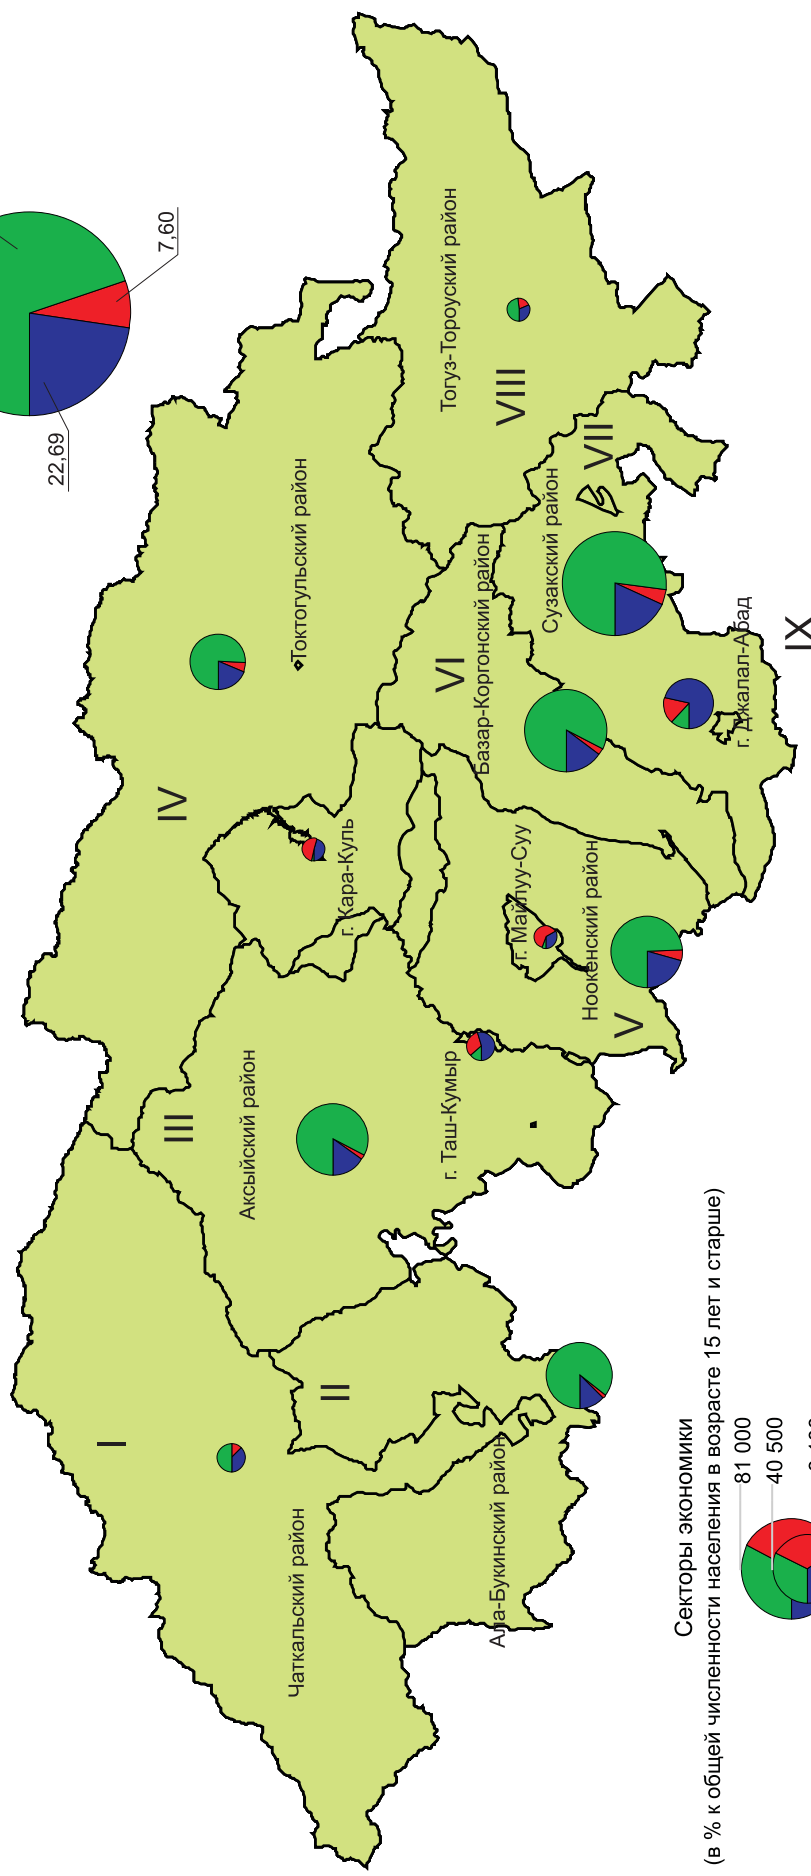 7,60
22,69
I
Чаткальский район
II
Ала-Букинский район
III
Аксыйский район
г. Таш-Кумыр
IV
Токтогульский район
г. Кара-Куль
V
Ноокенский район
г. Майлуу-Суу
VI
Базар-Коргонский район
VII
Сузакский район
г. Джалал-Абад
VIII
Тогуз-Тороуский район
IX
Секторы экономики
(в % к общей численности населения в возрасте 15 лет и старше)
81 000
40 500